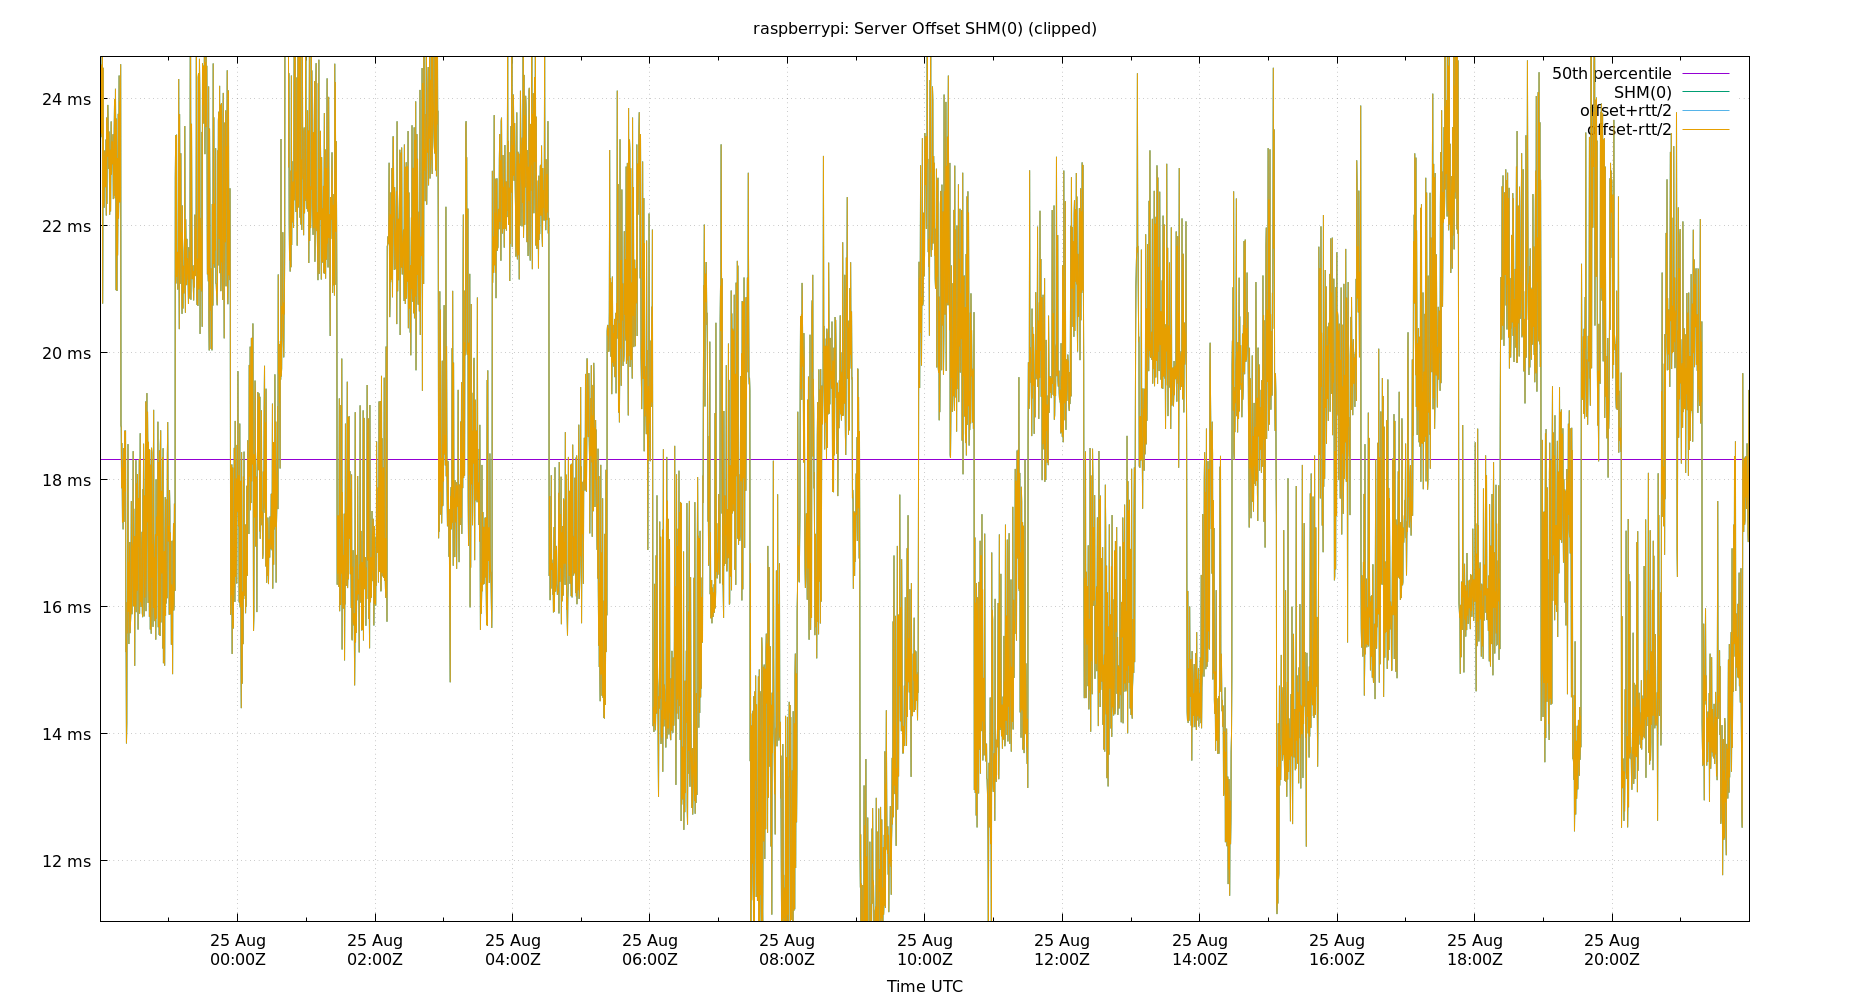 raspberrypi: Server Offset SHM(0) (clipped)
50th percentile
SHM(0)
offset+rtt/2
offset-rtt/2
24 ms
22 ms
20 ms
18 ms
16 ms
14 ms
12 ms
25 Aug 25 Aug 25 Aug 25 Aug 25 Aug 25 Aug 25 Aug 25 Aug 25 Aug 25 Aug 25 Aug
00:00Z 02:00Z 04:00Z 06:00Z 08:00Z 10:00Z 12:00Z 14:00Z 16:00Z 18:00Z 20:00Z
Time UTC